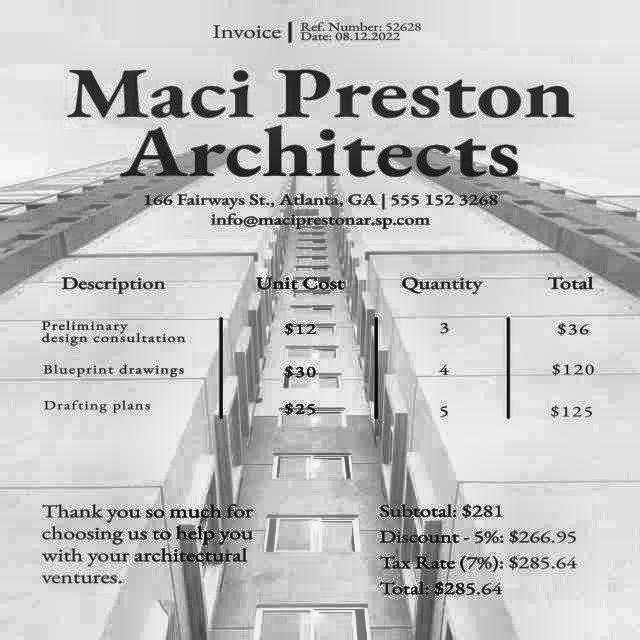 Invoice
Ref. Number: 52628
Date: 08.12.2022
Maci Preston
Architects
166 Fairways St., Atlanta, GA | 555 152 3268
info@maciprestonar.sp.com
Description Unit Cost Quantity Total
Preliminary
design consultation $12 3 $36
Blueprint drawings $30 4 $120
Drafting plans $25 5 $125
Thank you so much for
choosing us to help you
with your architectural
ventures.
Subtotal: $281
Discount - 5%: $266.95
Tax Rate (7%): $285.64
Total: $285.64